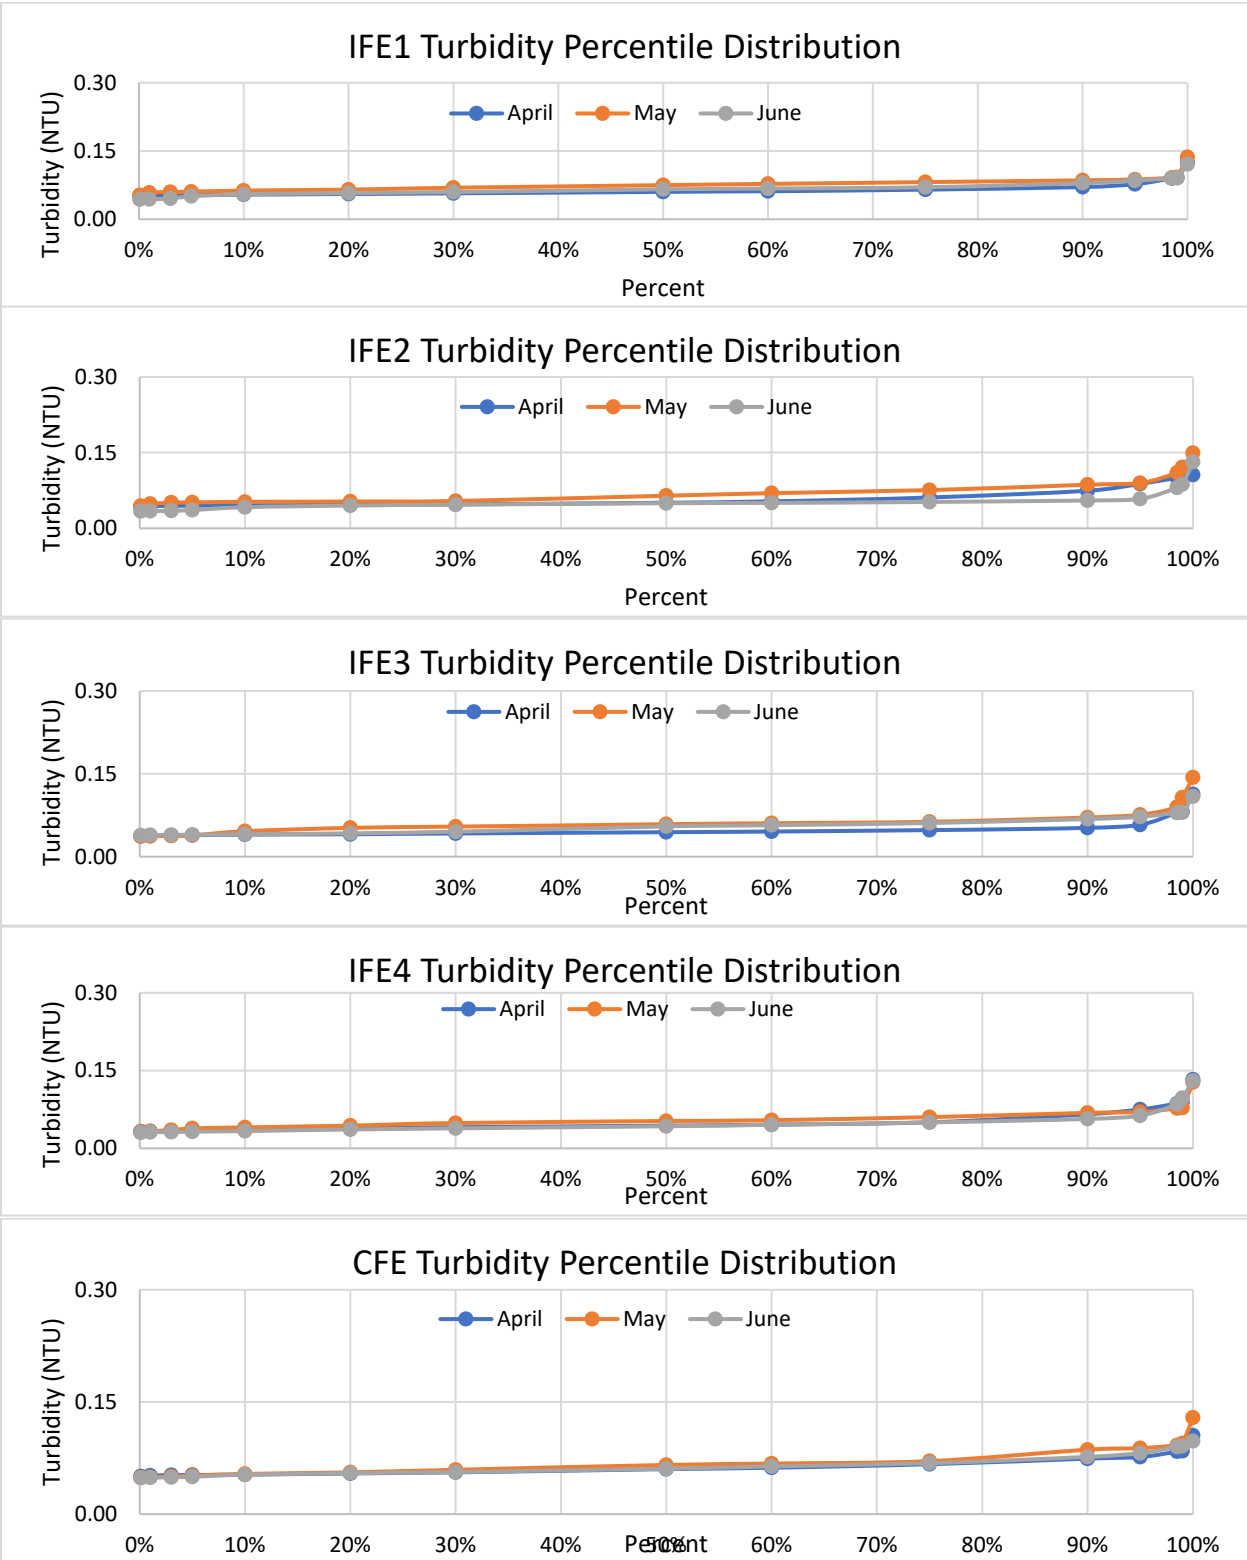 IFE1 Turbidity Percentile Distribution
0.30
April May June
0.15
0.00
Turbidity (NTU)
0% 10% 20% 30% 40% 50% 60% 70% 80% 90% 100%
Percent
IFE2 Turbidity Percentile Distribution
0.30
April May June
0.15
0.00
Turbidity (NTU)
0% 10% 20% 30% 40% 50% 60% 70% 80% 90% 100%
Percent
IFE3 Turbidity Percentile Distribution
0.30
April May June
0.15
0.00
Turbidity (NTU)
0% 10% 20% 30% 40% 50% 60% 70% 80% 90% 100%
Percent
IFE4 Turbidity Percentile Distribution
0.30
April May June
0.15
0.00
Turbidity (NTU)
0% 10% 20% 30% 40% 50% 60% 70% 80% 90% 100%
Percent
CFE Turbidity Percentile Distribution
0.30
April May June
0.15
0.00
Turbidity (NTU)
0% 10% 20% 30% 40% 50% 60% 70% 80% 90% 100%
Percent